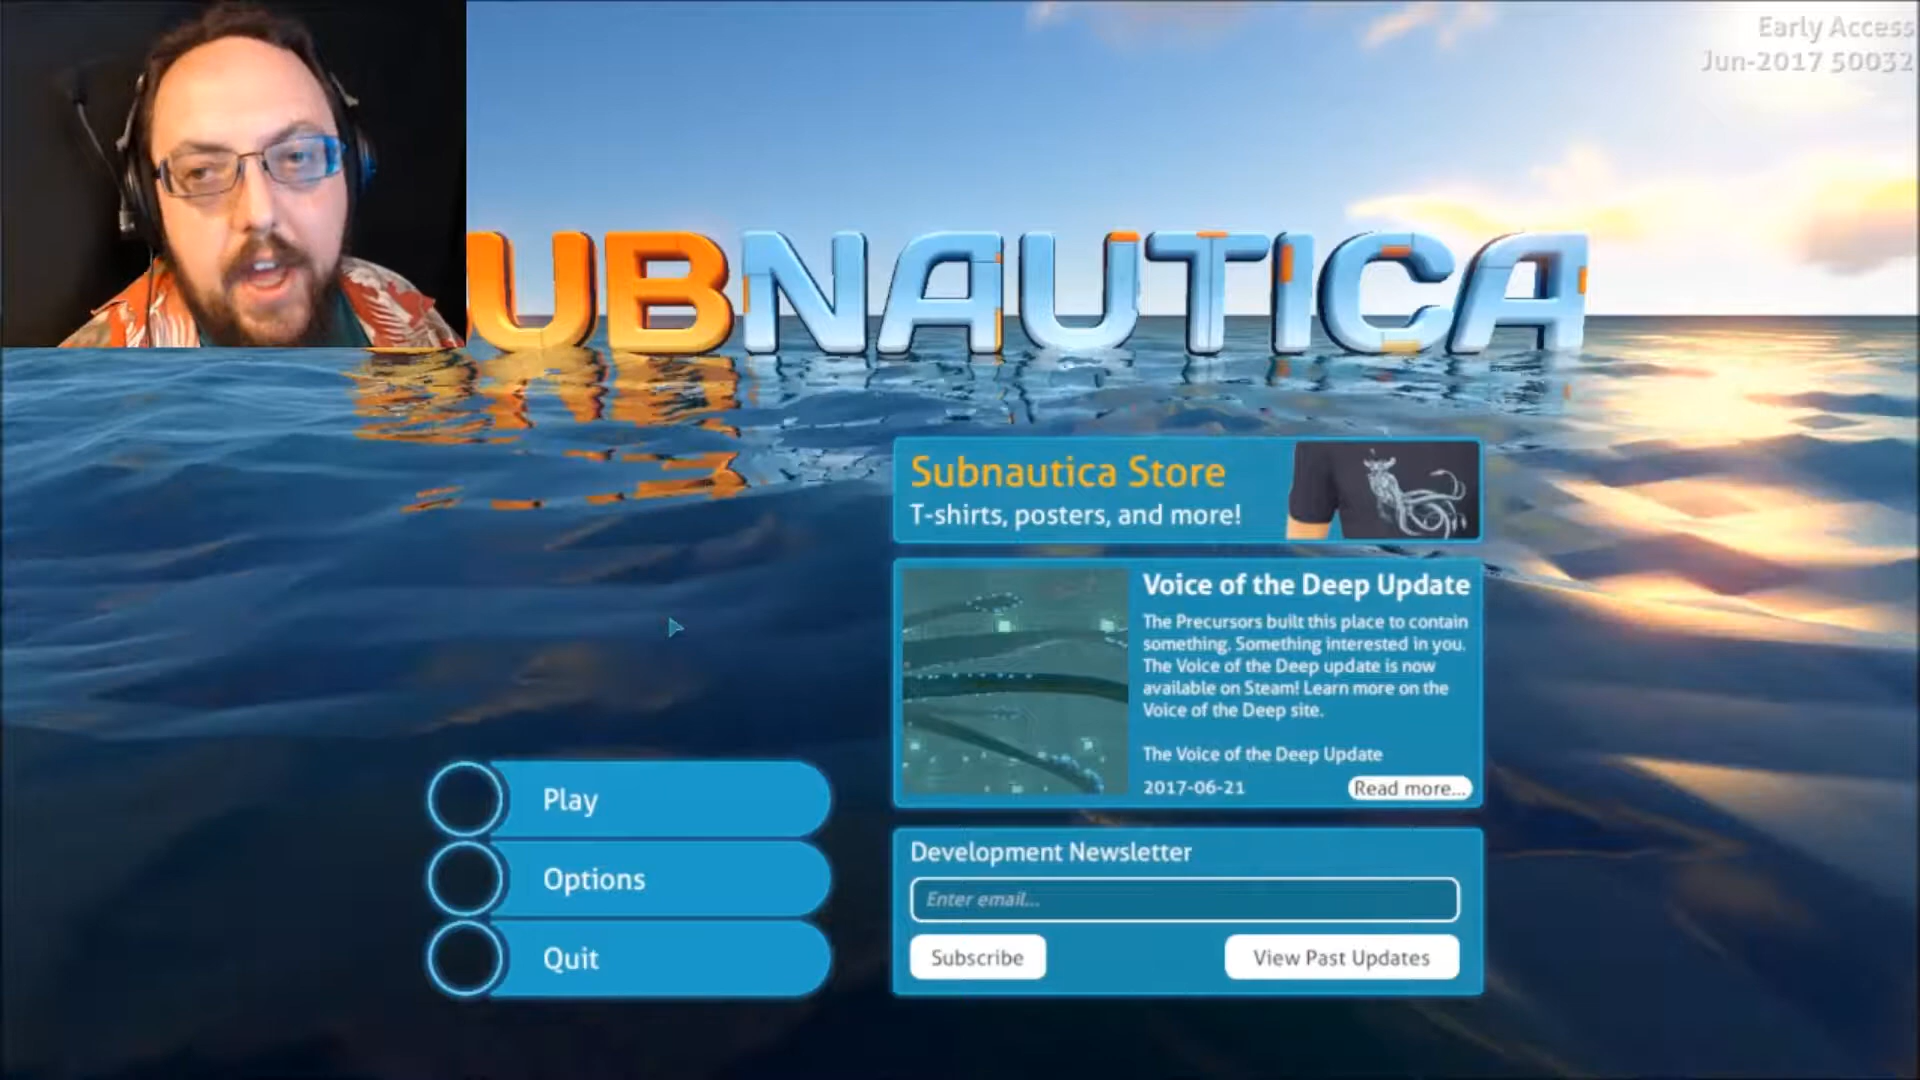 Early Access
Jun-2017 50032
UBNAUTICA
Subnautica Store
T-shirts, posters, and more!
Voice of the Deep Update
The Precursors built this place to contain
something. Something interested in you.
The Voice of the Deep update is now
available on Steam! Learn more on the
Voice of the Deep site.
The Voice of the Deep Update
2017-06-21
Read more...
Play
Options
Quit
Development Newsletter
Enter email...
Subscribe
View Past Updates